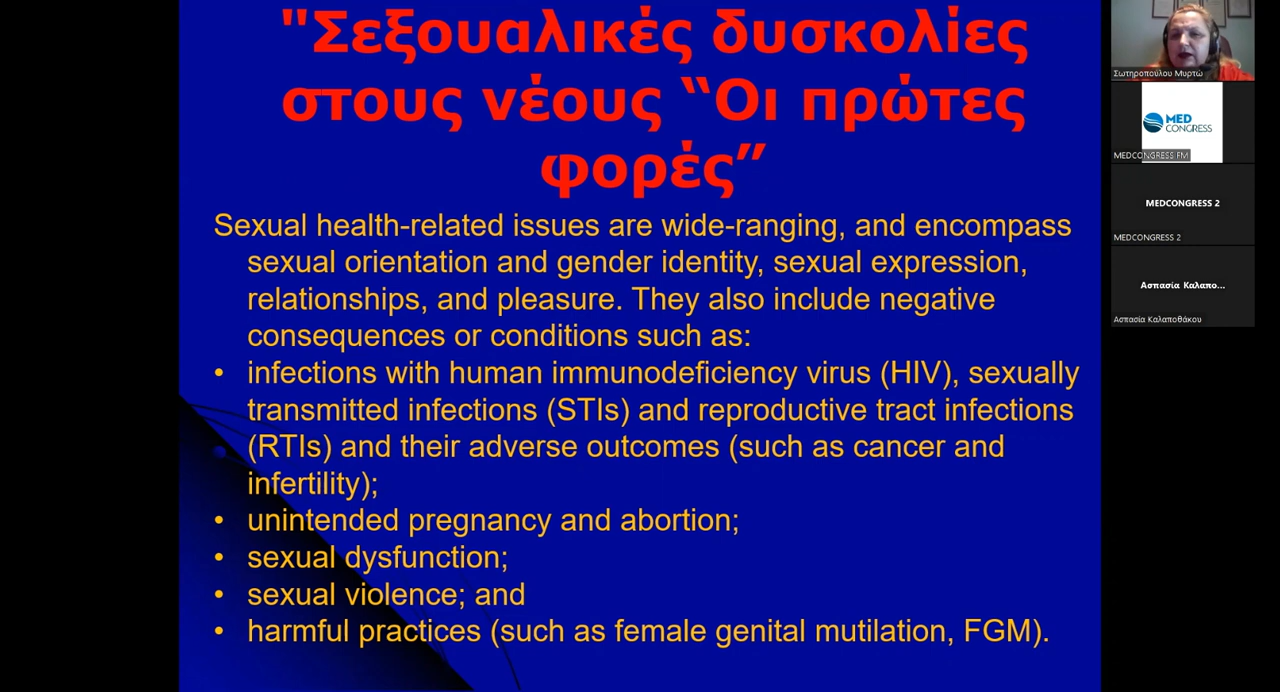 "Σεξουαλικές δυσκολίες
στους νέους “Οι πρώτες
φορές”
Sexual health-related issues are wide-ranging, and encompass
sexual orientation and gender identity, sexual expression,
relationships, and pleasure. They also include negative
consequences or conditions such as:
• infections with human immunodeficiency virus (HIV), sexually
transmitted infections (STIs) and reproductive tract infections
(RTIs) and their adverse outcomes (such as cancer and
infertility);
• unintended pregnancy and abortion;
• sexual dysfunction;
• sexual violence; and
• harmful practices (such as female genital mutilation, FGM).
Σωτηροπούλου Μυρτώ
MED
CONGRESS
MEDCONGRESS FM
MEDCONGRESS 2
MEDCONGRESS 2
Ασπασία Καλαπο...
Ασπασία Καλαποθάκου